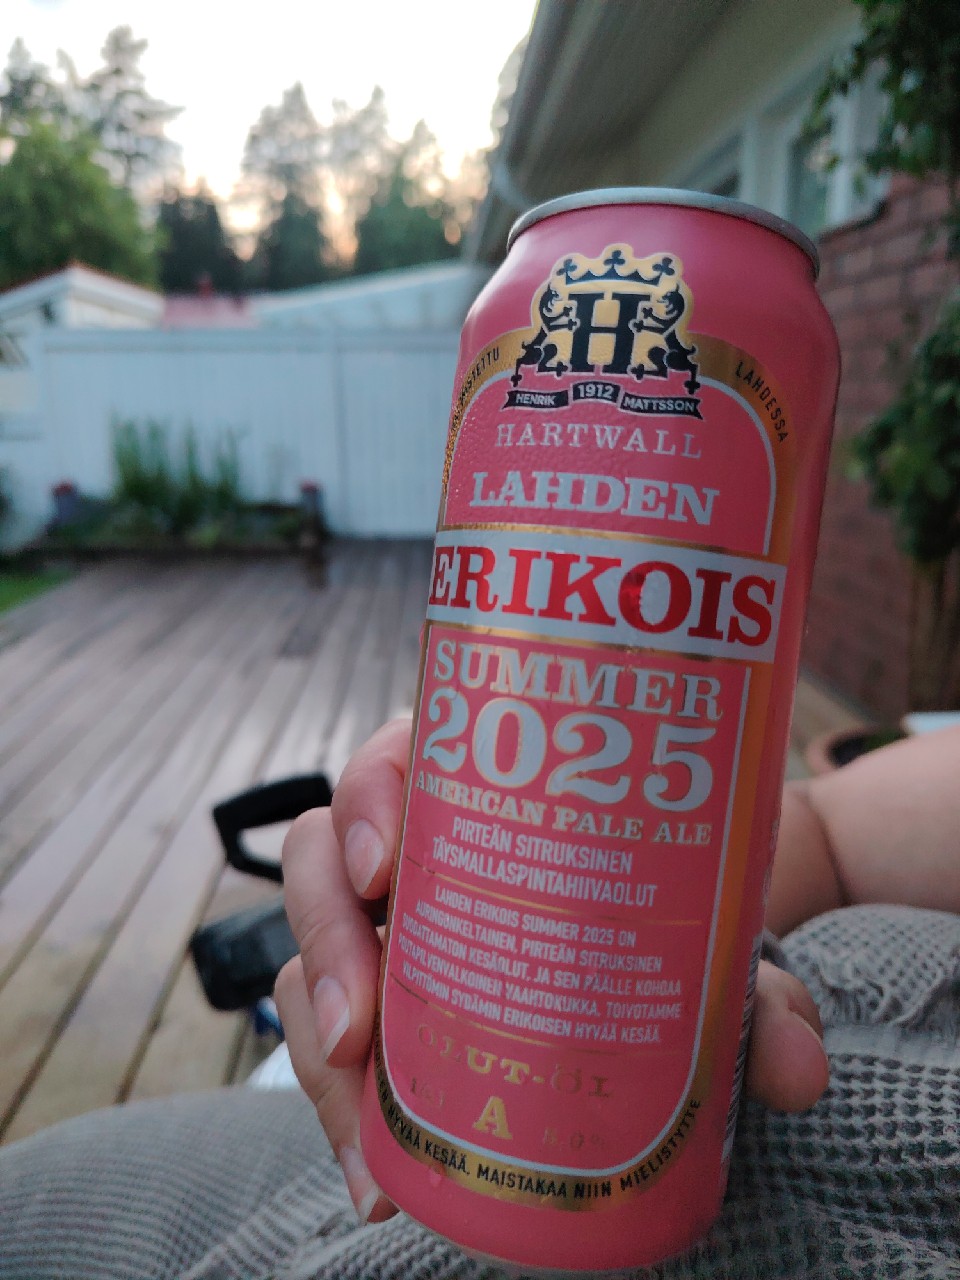 H
HENRIK 1912 MATTSSON
LAHDESSA
HARTWALL
LAHDEN
ERIKOIS
SUMMER
2025
AMERICAN PALE ALE
PIRTEÄN SITRUKSINEN
TÄYSMALLASPINTAHIIVAOLUT
LAHDEN ERIKOIS SUMMER 2025 ON
AURINGONKELTAINEN, PIRTEÄN SITRUKSINEN
SUODATTAMATON KESÄOLUT, JA SEN PÄÄLLE KOHOAA
POUTAPILVENVALKOINEN VAAHTOKUKKA. TOIVOTAMME
VILPITTÖMIN SYDÄMIN ERIKOISEN HYVÄÄ KESÄÄ.
OLUT-ÖL
A
HYVÄÄ KESÄÄ. MAISTAKAA NIIN MIELISTYTTE